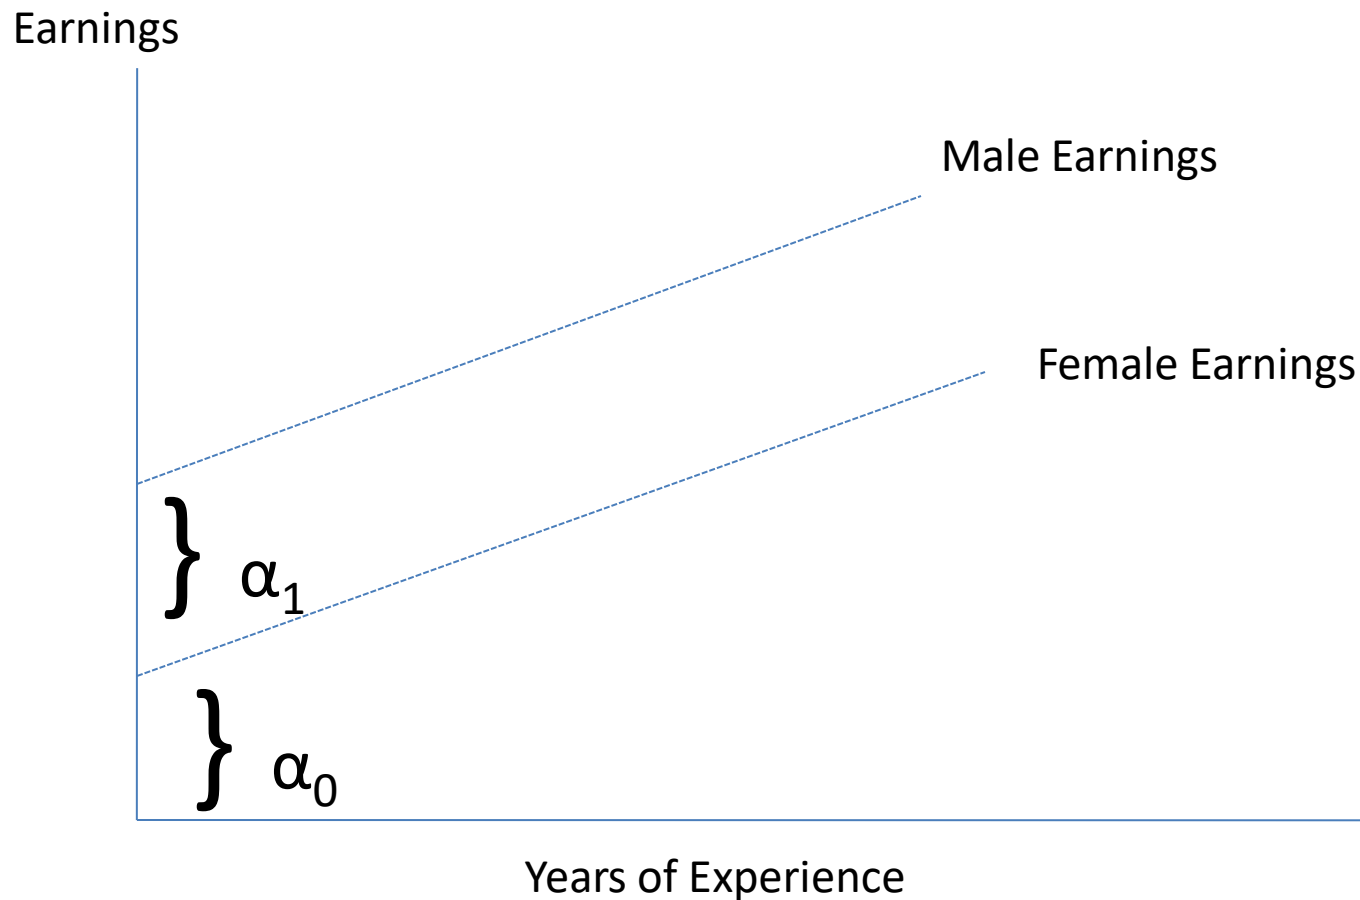 Earnings
Male Earnings
Female Earnings
} α₁
} α₀
Years of Experience